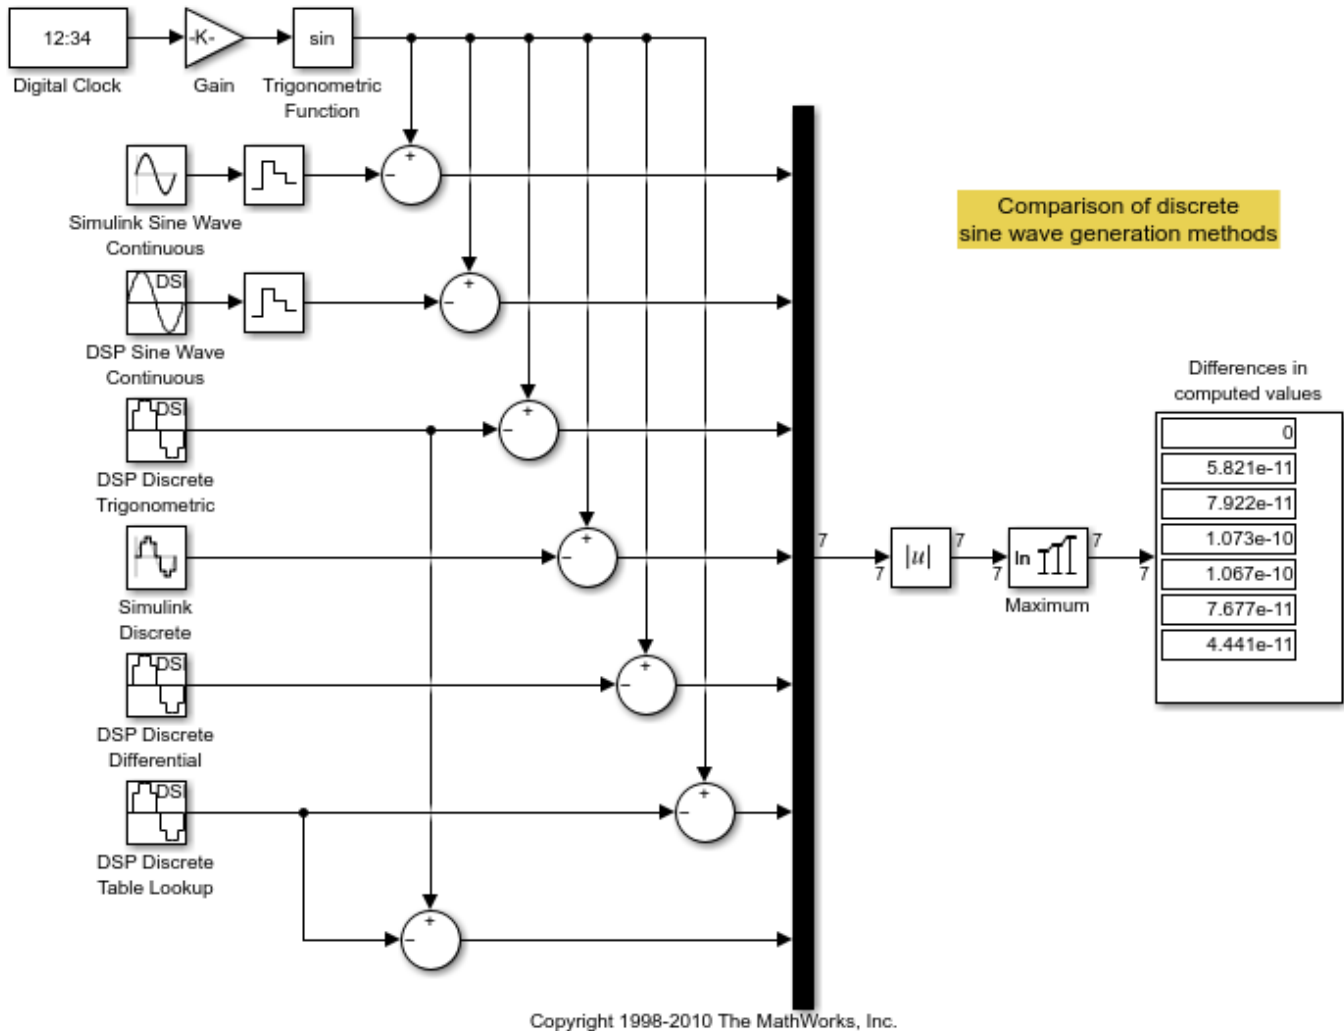 12:34
-K-
sin
Digital Clock
Gain
Trigonometric
Function
+
−
Simulink Sine Wave
Continuous
Comparison of discrete
sine wave generation methods
DSP
+
−
DSP Sine Wave
Continuous
Differences in
computed values
DSP
+
−
0
5.821e-11
7.922e-11
1.073e-10
1.067e-10
7.677e-11
4.441e-11
DSP Discrete
Trigonometric
+
−
7
7
|u|
7
7
In
7
7
Maximum
Simulink
Discrete
DSP
+
−
DSP Discrete
Differential
DSP
+
−
DSP Discrete
Table Lookup
+
−
Copyright 1998-2010 The MathWorks, Inc.